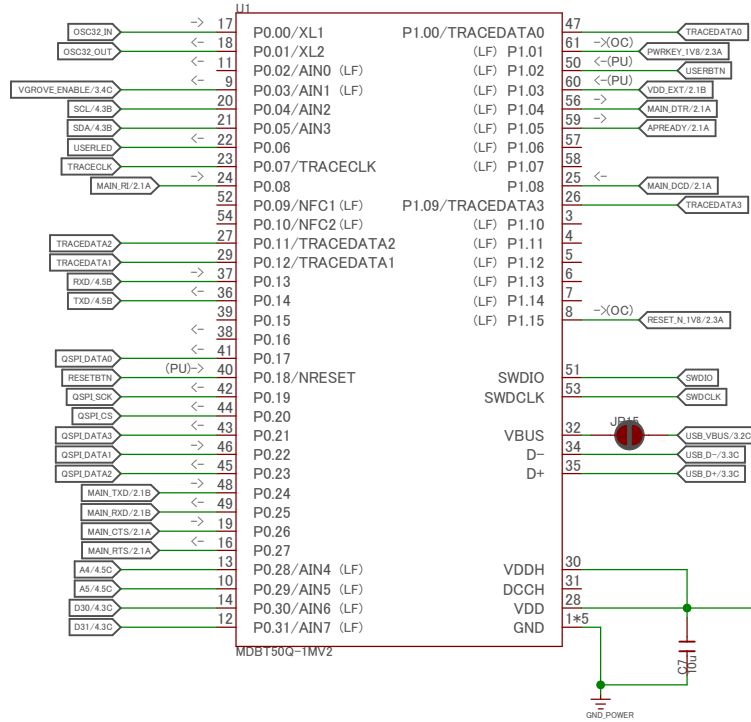 U1
OSC32_IN -> 17 P0.00/XL1 P1.00/TRACEDATA0 47 TRACEDATA0
OSC32_OUT <- 18 P0.01/XL2 (LF) P1.01 61 ->(OC) PWRKEY_1V8/2.3A
<- 11 P0.02/AIN0 (LF) (LF) P1.02 50 <-(PU) USERBTN
VGROVE_ENABLE/3.4C <- 9 P0.03/AIN1 (LF) (LF) P1.03 60 <-(PU) VDD_EXT/2.1B
SCL/4.3B 20 P0.04/AIN2 (LF) P1.04 56 -> MAIN_DTR/2.1A
SDA/4.3B 21 P0.05/AIN3 (LF) P1.05 59 -> APREADY/2.1A
USERLED <- 22 P0.06 (LF) P1.06 57
TRACECLK 23 P0.07/TRACECLK (LF) P1.07 58
MAIN_RI/2.1A -> 24 P0.08 P1.08 25 <- MAIN_DCD/2.1A
52 P0.09/NFC1 (LF) P1.09/TRACEDATA3 26 TRACEDATA3
54 P0.10/NFC2 (LF) (LF) P1.10 3
TRACEDATA2 27 P0.11/TRACEDATA2 (LF) P1.11 4
TRACEDATA1 29 P0.12/TRACEDATA1 (LF) P1.12 5
RXD/4.5B -> 37 P0.13 (LF) P1.13 6
TXD/4.5B <- 36 P0.14 (LF) P1.14 7
39 P0.15 (LF) P1.15 8 ->(OC) RESET_N_1V8/2.3A
<- 38 P0.16
QSPI_DATA0 <- 41 P0.17
RESETBTN (PU)-> 40 P0.18/NRESET SWDIO 51 SWDIO
QSPI_SCK <- 42 P0.19 SWDCLK 53 SWDCLK
QSPI_CS <- 44 P0.20
JP15
QSPI_DATA3 <- 43 P0.21 VBUS 32 USB_VBUS/3.2C
QSPI_DATA1 -> 46 P0.22 D- 34 USB_D-/3.3C
QSPI_DATA2 <- 45 P0.23 D+ 35 USB_D+/3.3C
MAIN_TXD/2.1B -> 48 P0.24
MAIN_RXD/2.1B <- 49 P0.25
MAIN_CTS/2.1A -> 19 P0.26
MAIN_RTS/2.1A <- 16 P0.27
A4/4.5C 13 P0.28/AIN4 (LF) VDDH 30
A5/4.5C 10 P0.29/AIN5 (LF) DCCH 31
D30/4.3C 14 P0.30/AIN6 (LF) VDD 28
D31/4.3C 12 P0.31/AIN7 (LF) GND 1*5
MDBT50Q-1MV2
C7
10u
GND_POWER